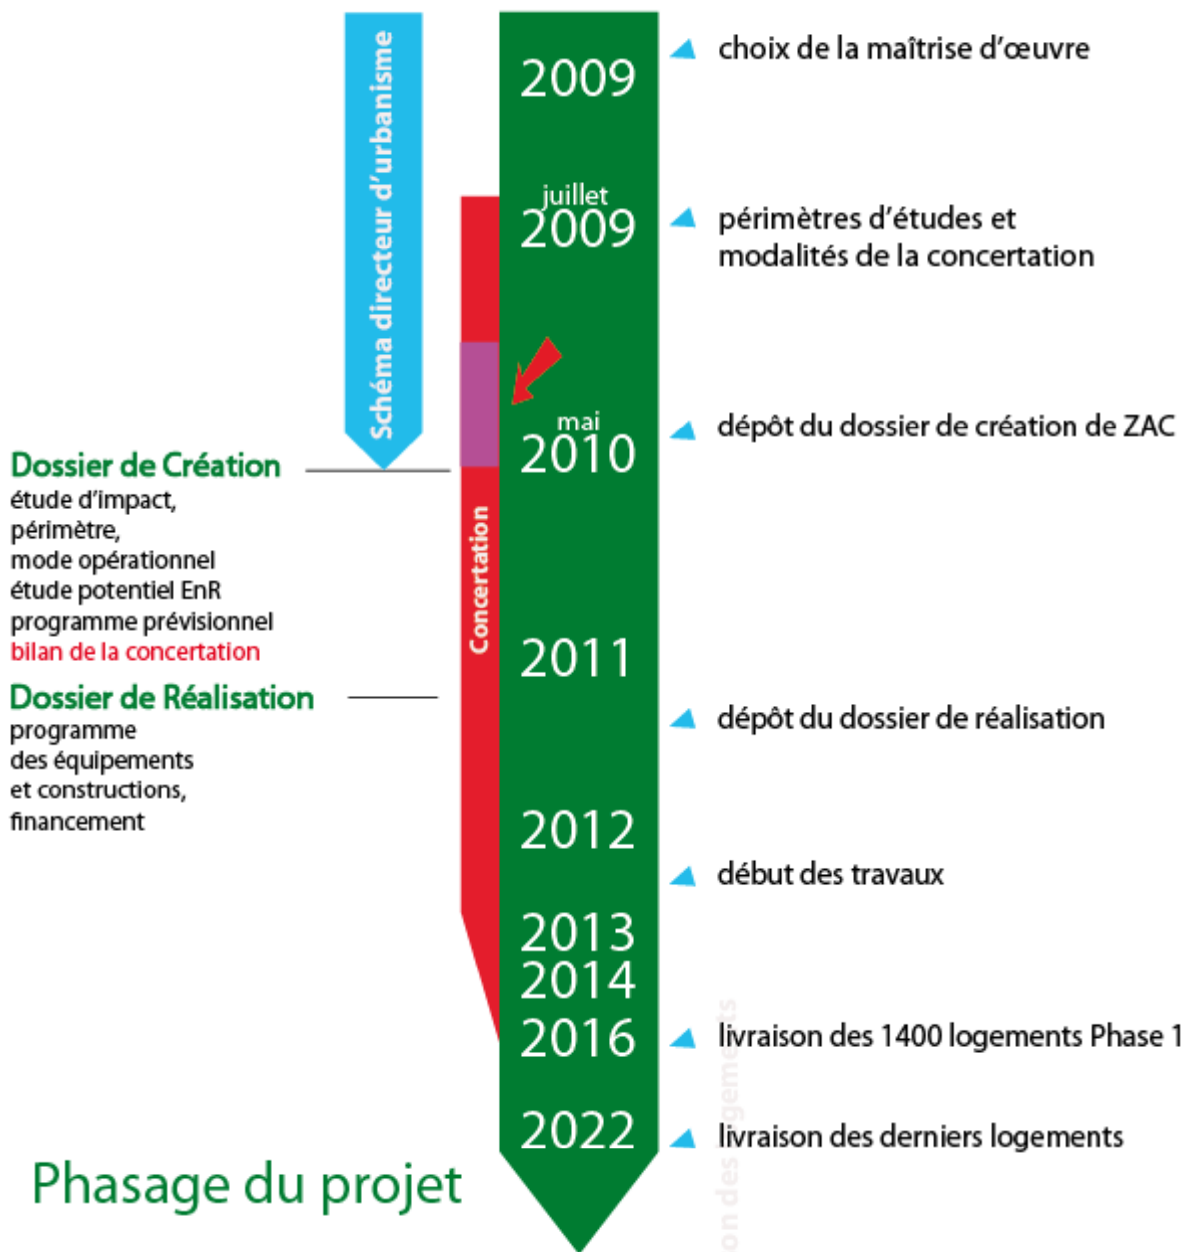 Schéma directeur d'urbanisme
2009
choix de la maîtrise d'œuvre
juillet
2009
périmètres d'études et
modalités de la concertation
mai
2010
dépôt du dossier de création de ZAC
Dossier de Création
étude d'impact,
périmètre,
mode opérationnel
étude potentiel EnR
programme prévisionnel
bilan de la concertation
Concertation
2011
Dossier de Réalisation
programme
des équipements
et constructions,
financement
dépôt du dossier de réalisation
2012
début des travaux
2013
2014
2016
livraison des 1400 logements Phase 1
2022
livraison des derniers logements
Phasage du projet